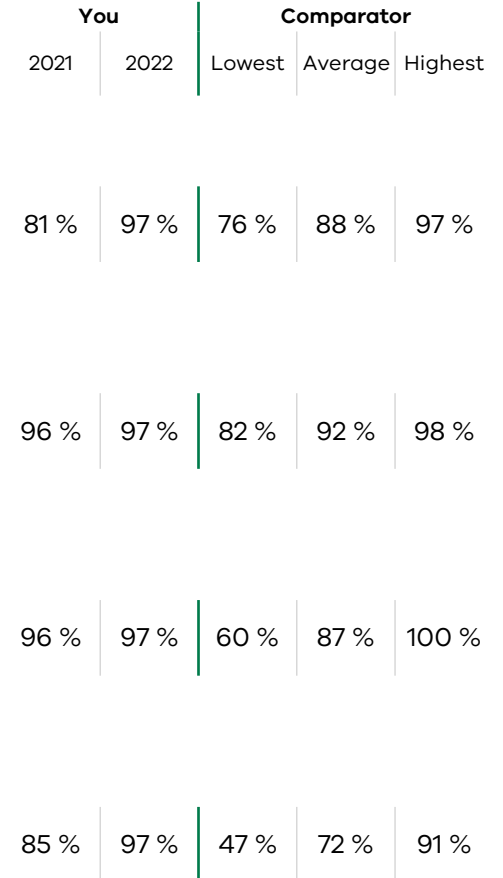 You Comparator
2021 2022 Lowest Average Highest
81 % 97 % 76 % 88 % 97 %
96 % 97 % 82 % 92 % 98 %
96 % 97 % 60 % 87 % 100 %
85 % 97 % 47 % 72 % 91 %